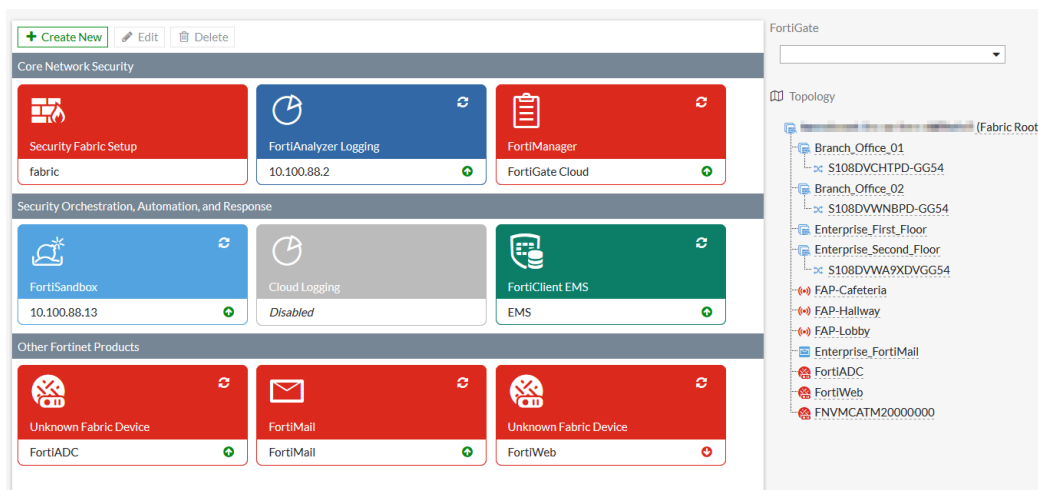 Create New Edit Delete
Core Network Security
Security Fabric Setup
fabric
FortiAnalyzer Logging
10.100.88.2
FortiManager
FortiGate Cloud
Security Orchestration, Automation, and Response
FortiSandbox
10.100.88.13
Cloud Logging
Disabled
FortiClient EMS
EMS
Other Fortinet Products
Unknown Fabric Device
FortiADC
FortiMail
FortiMail
Unknown Fabric Device
FortiWeb
FortiGate
Topology
(Fabric Root
Branch_Office_01
S108DVCHTPD-GG54
Branch_Office_02
S108DVWNBPD-GG54
Enterprise_First_Floor
Enterprise_Second_Floor
S108DVWA9XDVGG54
FAP-Cafeteria
FAP-Hallway
FAP-Lobby
Enterprise_FortiMail
FortiADC
FortiWeb
FNVMCATM20000000